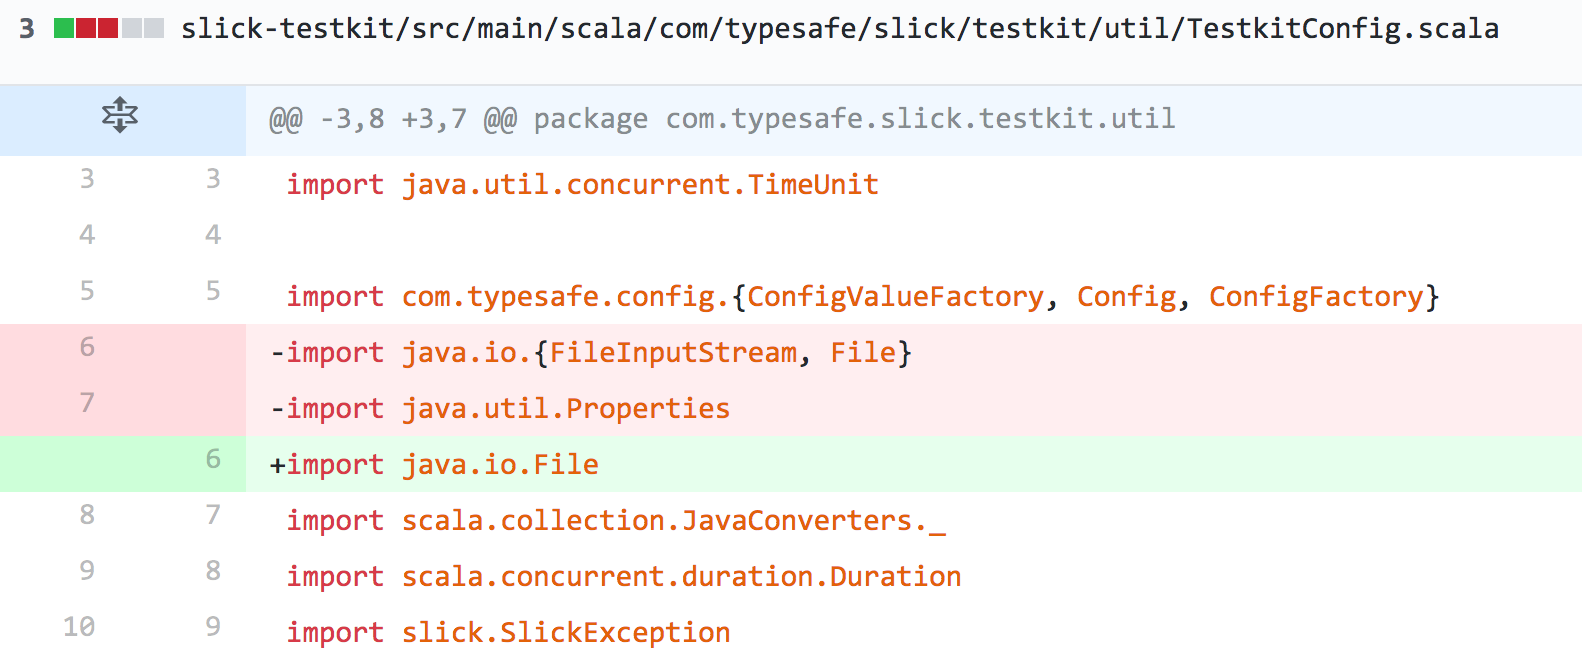 3 slick-testkit/src/main/scala/com/typesafe/slick/testkit/util/TestkitConfig.scala
@@ -3,8 +3,7 @@ package com.typesafe.slick.testkit.util
3 3 import java.util.concurrent.TimeUnit
4 4
5 5 import com.typesafe.config.{ConfigValueFactory, Config, ConfigFactory}
6 -import java.io.{FileInputStream, File}
7 -import java.util.Properties
6 +import java.io.File
8 7 import scala.collection.JavaConverters._
9 8 import scala.concurrent.duration.Duration
10 9 import slick.SlickException